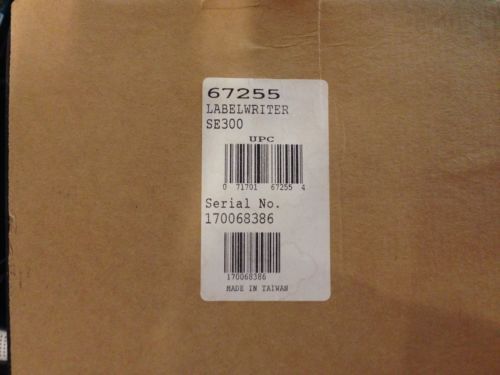 67255
LABELWRITER
SE300
UPC
0 71701 67255 4
Serial No.
170068386
170068386
MADE IN TAIWAN